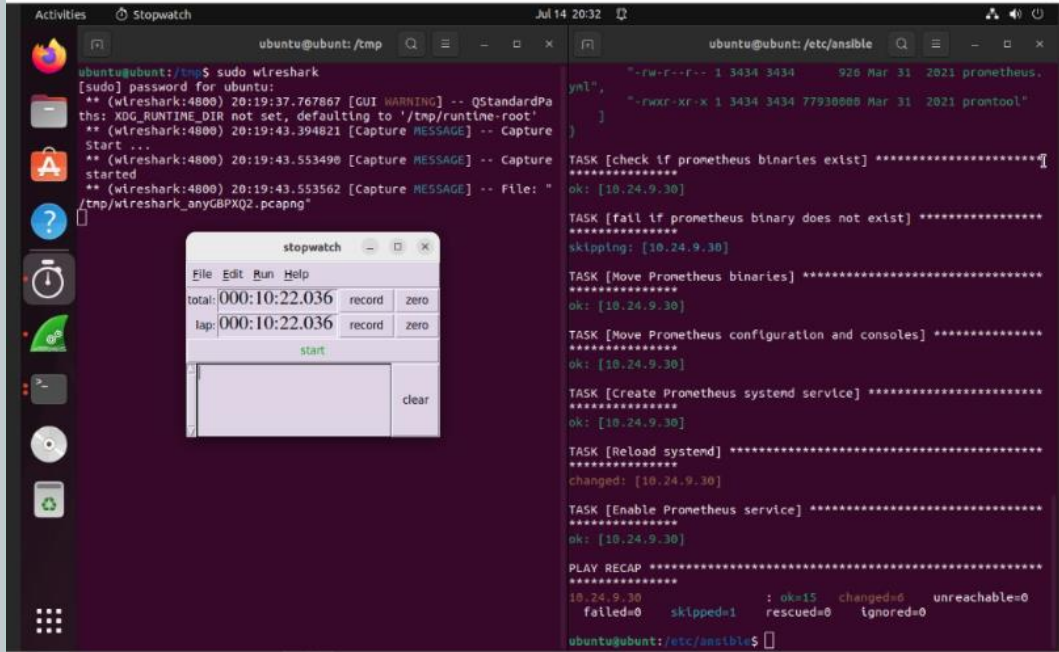 Activities
Stopwatch
Jul 14 20:32
ubuntu@ubunt: /tmp
ubuntu@ubunt:/tmp$ sudo wireshark
[sudo] password for ubuntu:
** (wireshark:4800) 20:19:37.767867 [GUI WARNING] -- QStandardPa
ths: XDG_RUNTIME_DIR not set, defaulting to '/tmp/runtime-root'
** (wireshark:4800) 20:19:43.394821 [Capture MESSAGE] -- Capture
Start ...
** (wireshark:4800) 20:19:43.553490 [Capture MESSAGE] -- Capture
started
** (wireshark:4800) 20:19:43.553562 [Capture MESSAGE] -- File: "
/tmp/wireshark_anyGBPXQ2.pcapng"
stopwatch
File Edit Run Help
total: 000:10:22.036 record zero
lap: 000:10:22.036 record zero
start
clear
ubuntu@ubunt: /etc/ansible
"-rw-r--r-- 1 3434 3434 926 Mar 31 2021 prometheus.
yml",
"-rwxr-xr-x 1 3434 3434 77930000 Mar 31 2021 promtool"
]
}
TASK [check if prometheus binaries exist] ***********************
***************
ok: [10.24.9.30]
TASK [fail if prometheus binary does not exist] *****************
***************
skipping: [10.24.9.30]
TASK [Move Prometheus binaries] *********************************
***************
ok: [10.24.9.30]
TASK [Move Prometheus configuration and consoles] ***************
***************
ok: [10.24.9.30]
TASK [Create Prometheus systemd service] ************************
***************
ok: [10.24.9.30]
TASK [Reload systemd] *******************************************
***************
changed: [10.24.9.30]
TASK [Enable Prometheus service] ********************************
***************
ok: [10.24.9.30]
PLAY RECAP ******************************************************
***************
10.24.9.30 : ok=15 changed=6 unreachable=0
failed=0 skipped=1 rescued=0 ignored=0
ubuntu@ubunt:/etc/ansible$